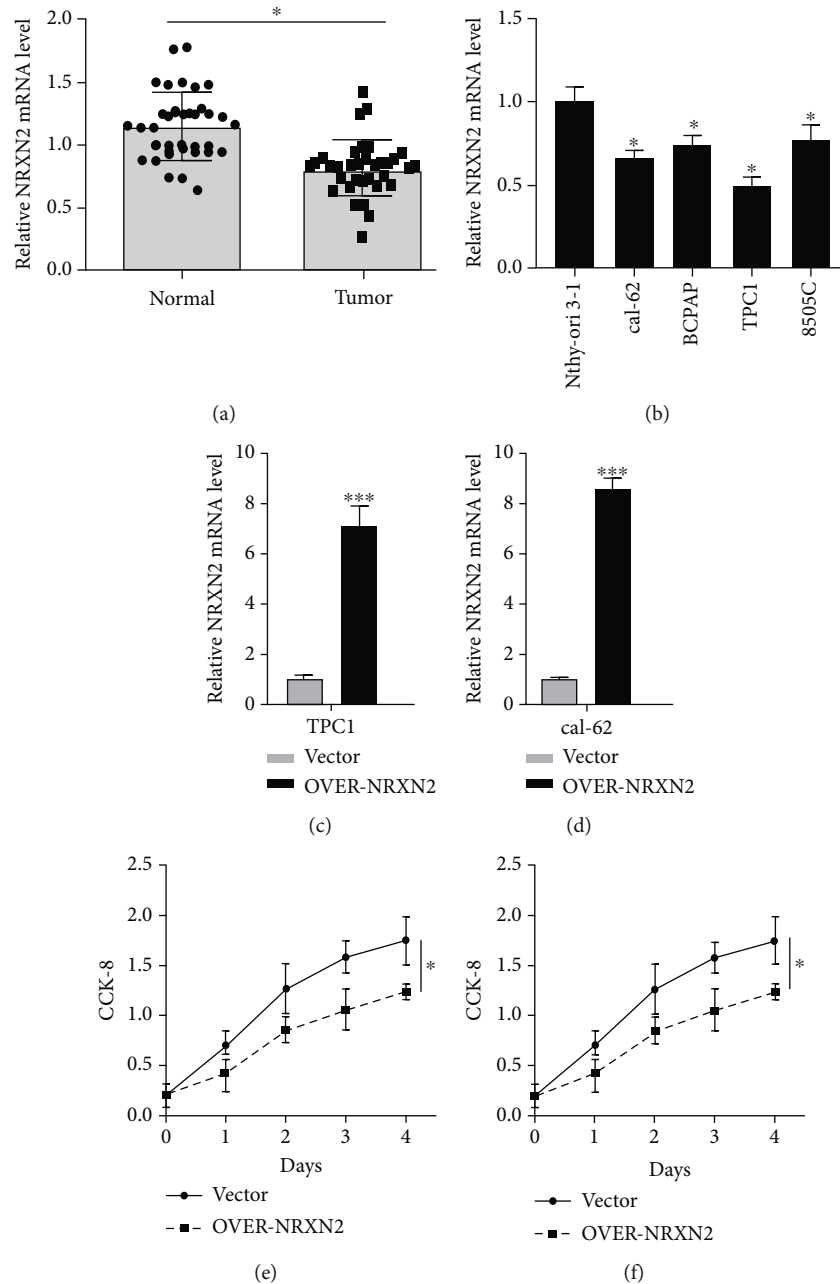 *
Relative NRXN2 mRNA level
2.0
1.5
1.0
0.5
0.0
Normal
Tumor
(a)
Relative NRXN2 mRNA level
1.5
1.0
0.5
0.0
*
*
*
*
Nthy-ori 3-1
cal-62
BCPAP
TPC1
8505C
(b)
Relative NRXN2 mRNA level
10
8
6
4
2
0
***
TPC1
Vector
OVER-NRXN2
(c)
Relative NRXN2 mRNA level
10
8
6
4
2
0
***
cal-62
Vector
OVER-NRXN2
(d)
CCK-8
2.5
2.0
1.5
1.0
0.5
0.0
*
0 1 2 3 4
Days
Vector
OVER-NRXN2
(e)
CCK-8
2.5
2.0
1.5
1.0
0.5
0.0
*
0 1 2 3 4
Days
Vector
OVER-NRXN2
(f)